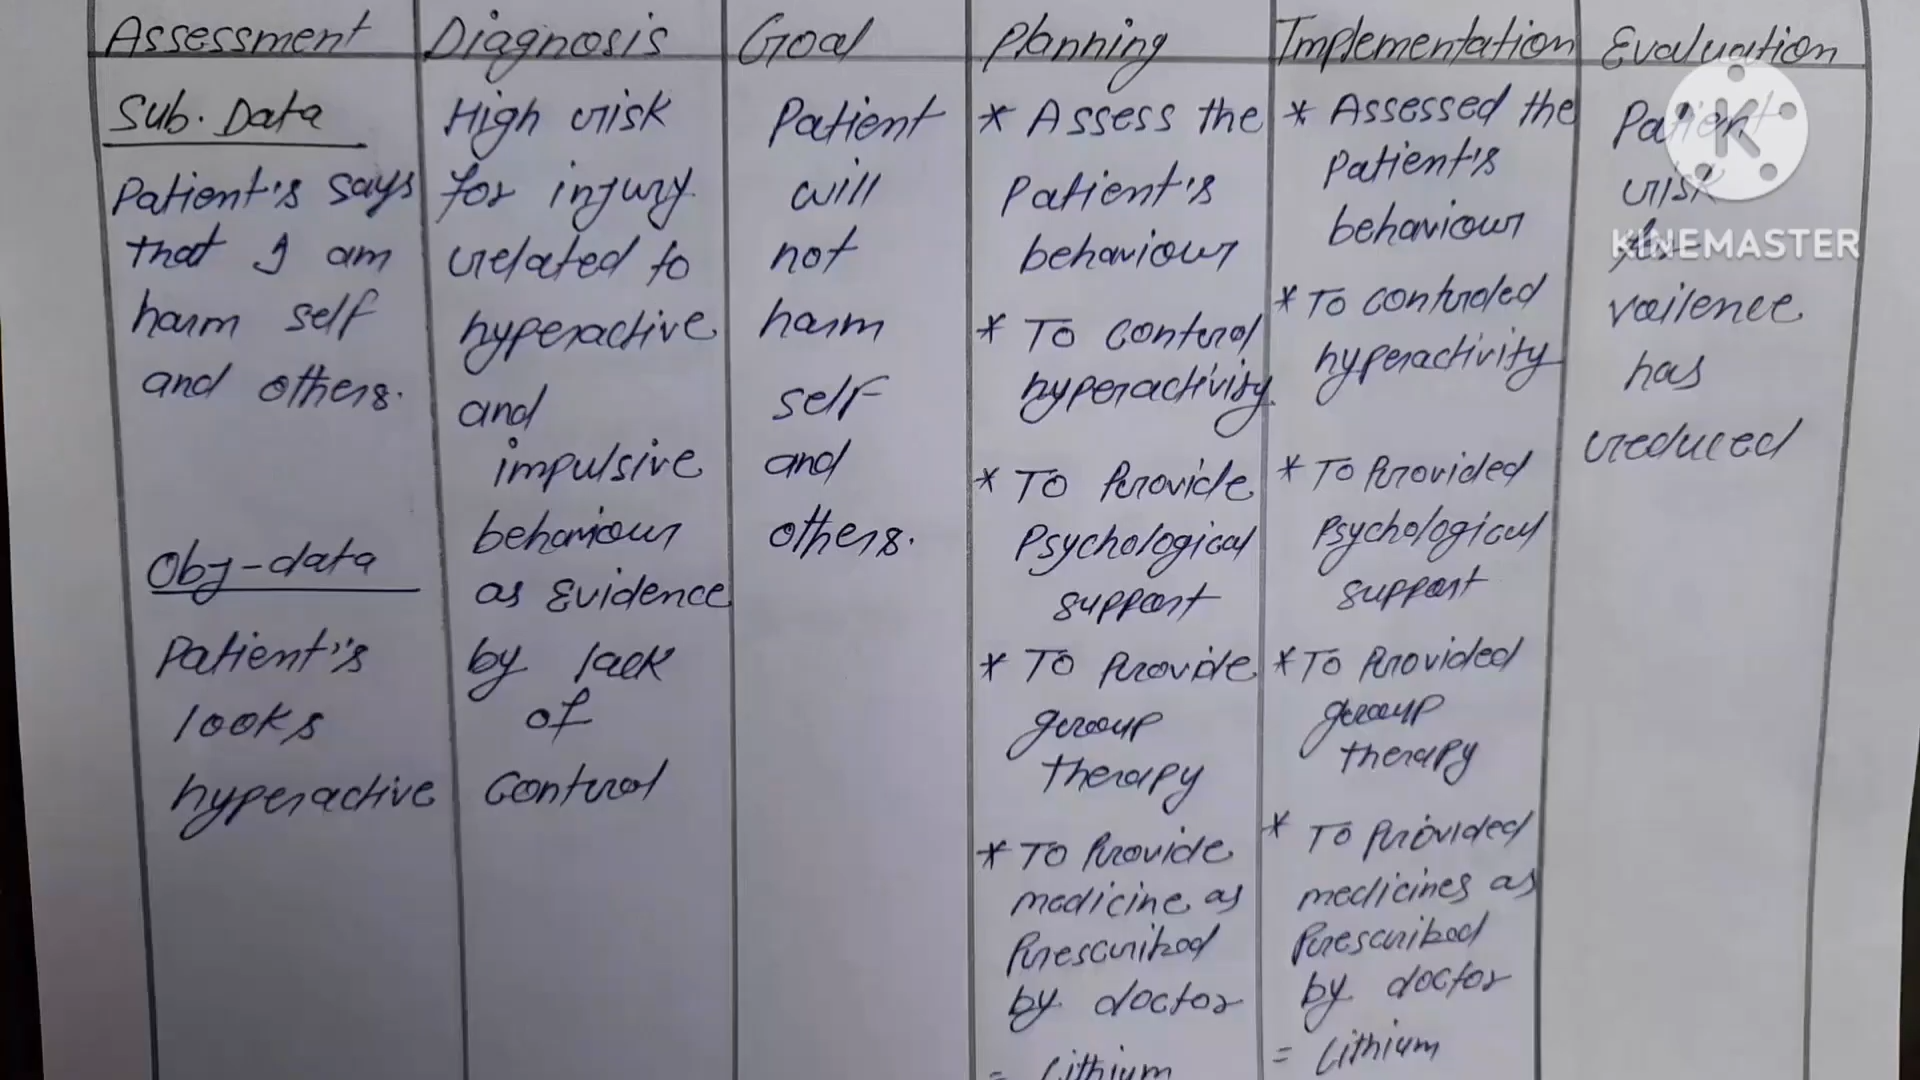 Assessment
Diagnosis
Goal
Planning
Implementation
Evaluation
Sub. Data
Patient's says
that I am
harm self
and others.
Obj-data
Patient's
looks
hyperactive
High risk
for injury
related to
hyperactive
and
impulsive
behaviour
as Evidence
by lack
of
Control
Patient
will
not
harm
self
and
others.
* Assess the
Patient's
behaviour
* To control
hyperactivity.
* To Provide
Psychological
support
* To Provide
group
therapy
* To Provide
medicine as
Prescribed
by doctor
= Lithium
* Assessed the
Patient's
behaviour
* To controled
hyperactivity
* To Provided
Psychological
support
* To Provided
group
therapy
* To Provided
medicines as
Prescribed
by doctor
= Lithium
Patient
risk
vailence
has
reduced
K
KINEMASTER